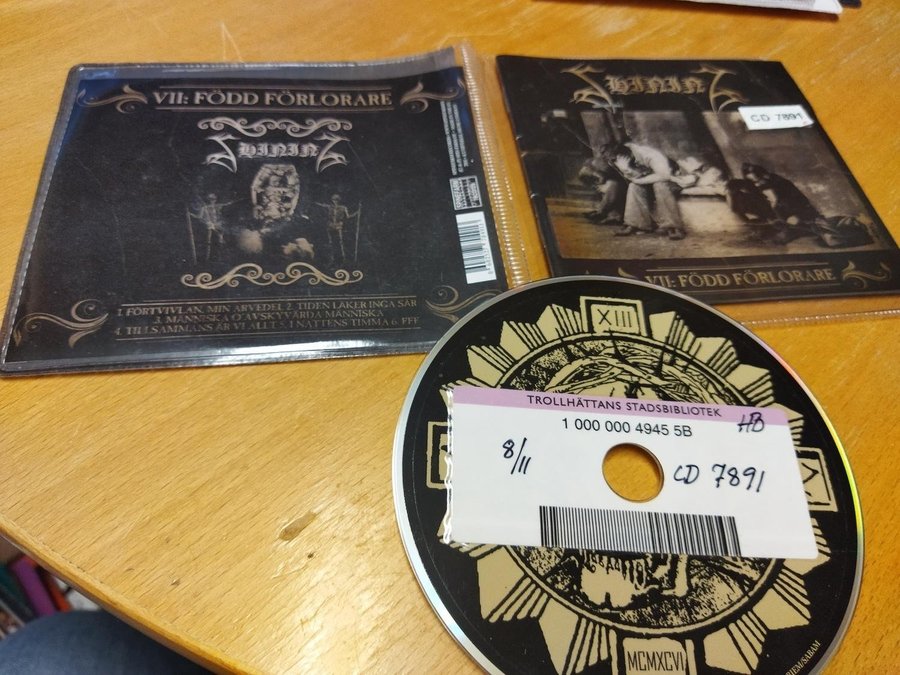 VII: FÖDD FÖRLORARE
SHINING
1. FÖRTVIVLAN, MIN ARVEDEL 2. TIDEN LÄKER INGA SÅR
3. MÄNNISKA O'AVSKYVÄRDA MÄNNISKA
4. TILLSAMMANS ÄR VI ALLT 5. I NATTENS TIMMA 6. FFF
SHINING
CD 7891
VII: FÖDD FÖRLORARE
XIII
TROLLHÄTTANS STADSBIBLIOTEK
1 000 000 4945 5B
HB
8/11
CD 7891
MCMXCVI